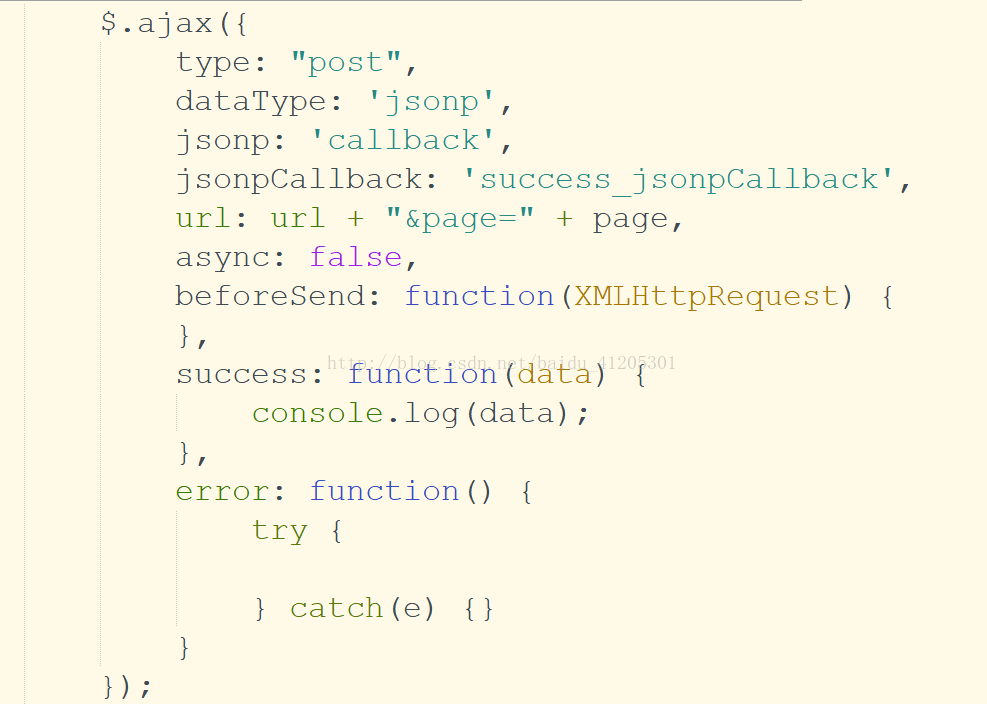 $.ajax({
type: "post",
dataType: 'jsonp',
jsonp: 'callback',
jsonpCallback: 'success_jsonpCallback',
url: url + "&page=" + page,
async: false,
beforeSend: function(XMLHttpRequest) {
},
http://blog.csdn.net/baidu_41205301
success: function(data) {
console.log(data);
},
error: function() {
try {
} catch(e) {}
}
});